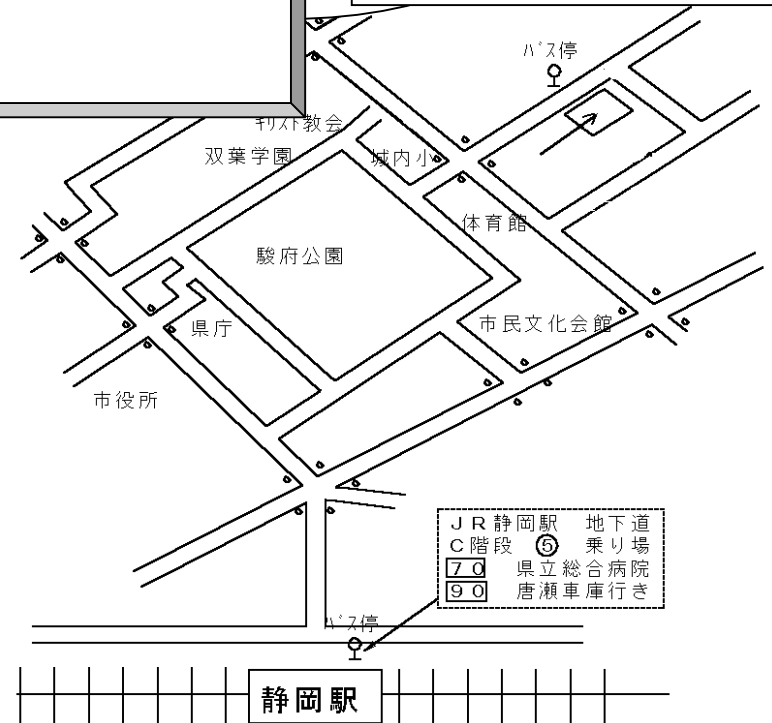 バス停
キリスト教会
双葉学園
城内小
体育館
駿府公園
市民文化会館
県庁
市役所
JR静岡駅 地下道
C階段 ⑤ 乗り場
70 県立総合病院
90 唐瀬車庫行き
バス停
静岡駅